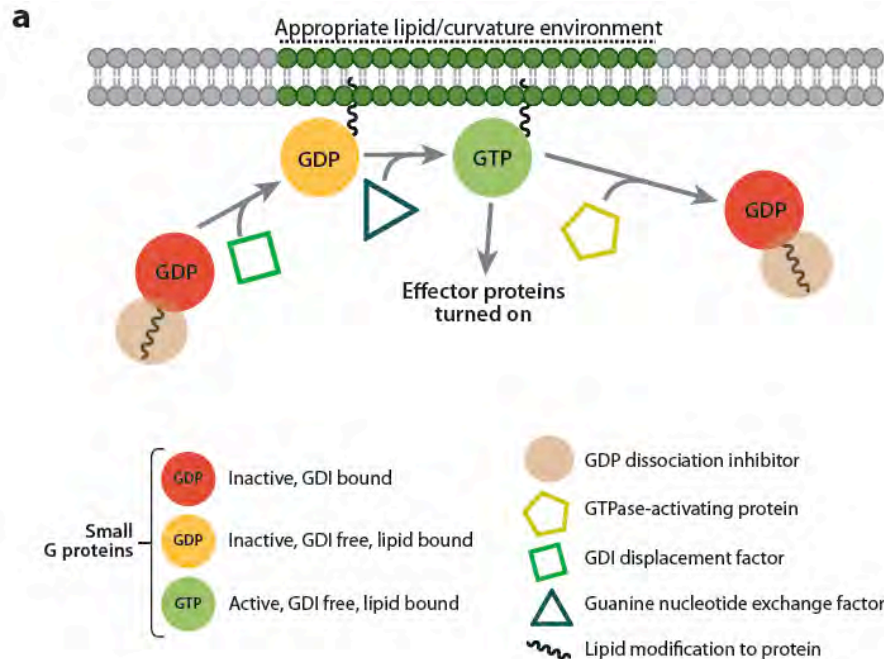 a
Appropriate lipid/curvature environment
GDP
GTP
GDP
GDP
Effector proteins
turned on
Small
G proteins
GDP
Inactive, GDI bound
GDP
Inactive, GDI free, lipid bound
GTP
Active, GDI free, lipid bound
GDP dissociation inhibitor
GTPase-activating protein
GDI displacement factor
Guanine nucleotide exchange factor
Lipid modification to protein